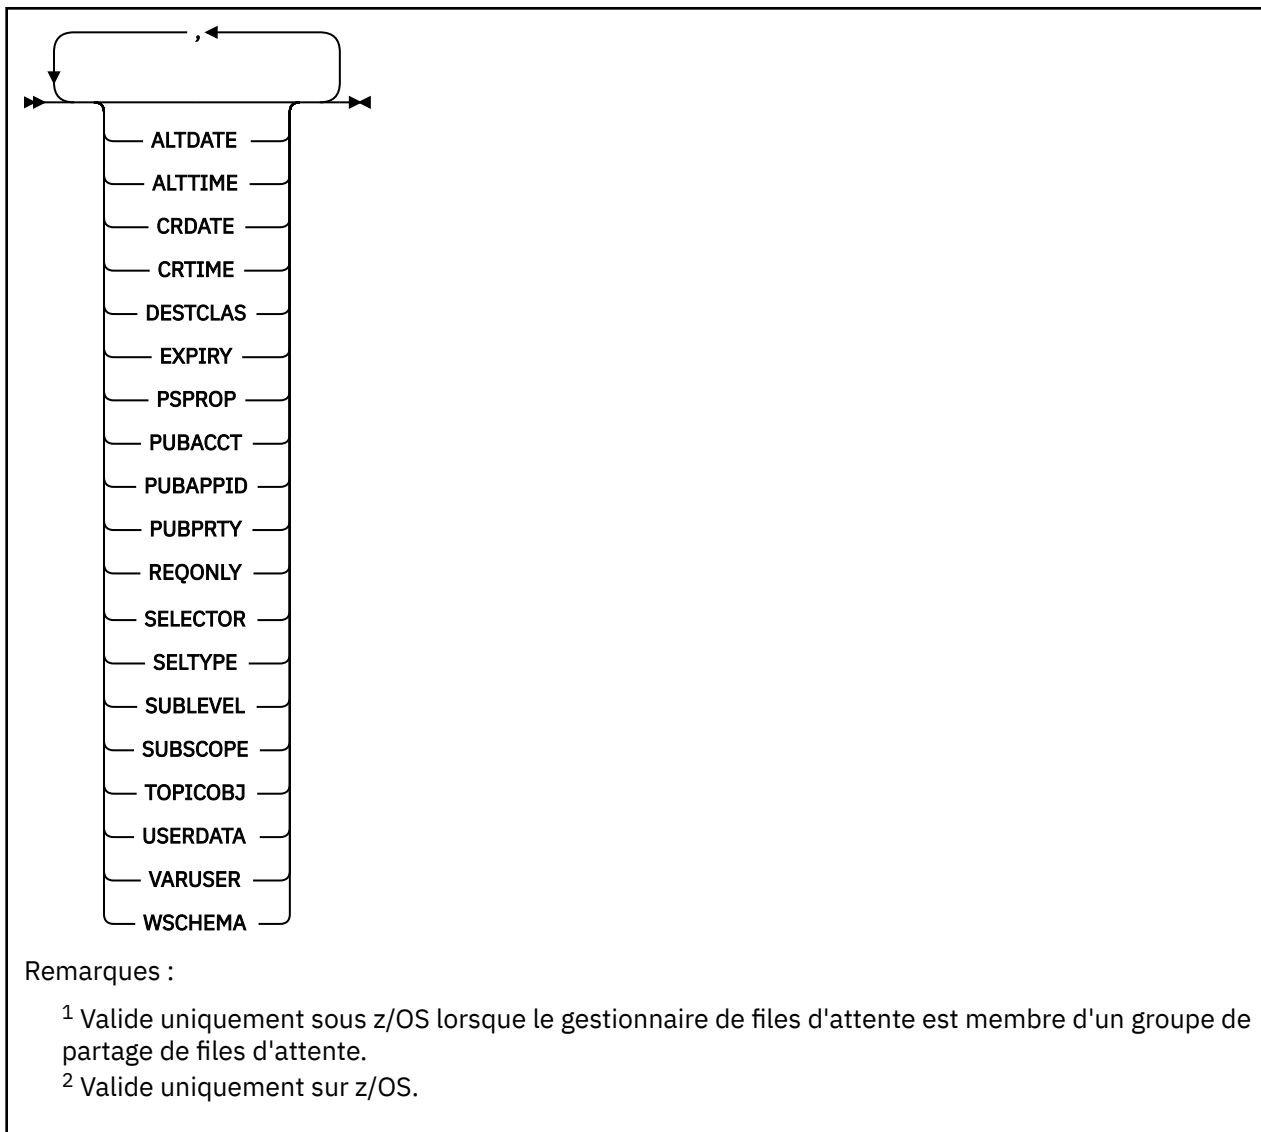 ,
ALTDATE
ALTTIME
CRDATE
CRTIME
DESTCLAS
EXPIRY
PSPROP
PUBACCT
PUBAPPID
PUBPRTY
REQONLY
SELECTOR
SELTYPE
SUBLEVEL
SUBSCOPE
TOPICOBJ
USERDATA
VARUSER
WSCHEMA
Remarques :
1 Valide uniquement sous z/OS lorsque le gestionnaire de files d'attente est membre d'un groupe de
partage de files d'attente.
2 Valide uniquement sur z/OS.